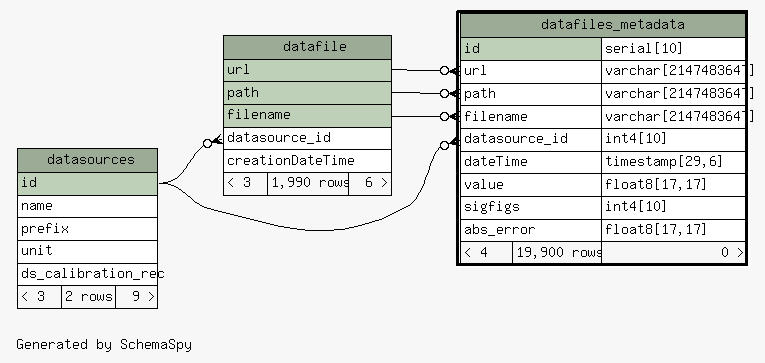 datafiles_metadata
id serial[10]
url varchar[2147483647]
path varchar[2147483647]
filename varchar[2147483647]
datasource_id int4[10]
dateTime timestamp[29,6]
value float8[17,17]
sigfigs int4[10]
abs_error float8[17,17]
< 4 19,900 rows 0 >
datafile
url
path
filename
datasource_id
creationDateTime
< 3 1,990 rows 6 >
datasources
id
name
prefix
unit
ds_calibration_rec
< 3 2 rows 9 >
Generated by SchemaSpy